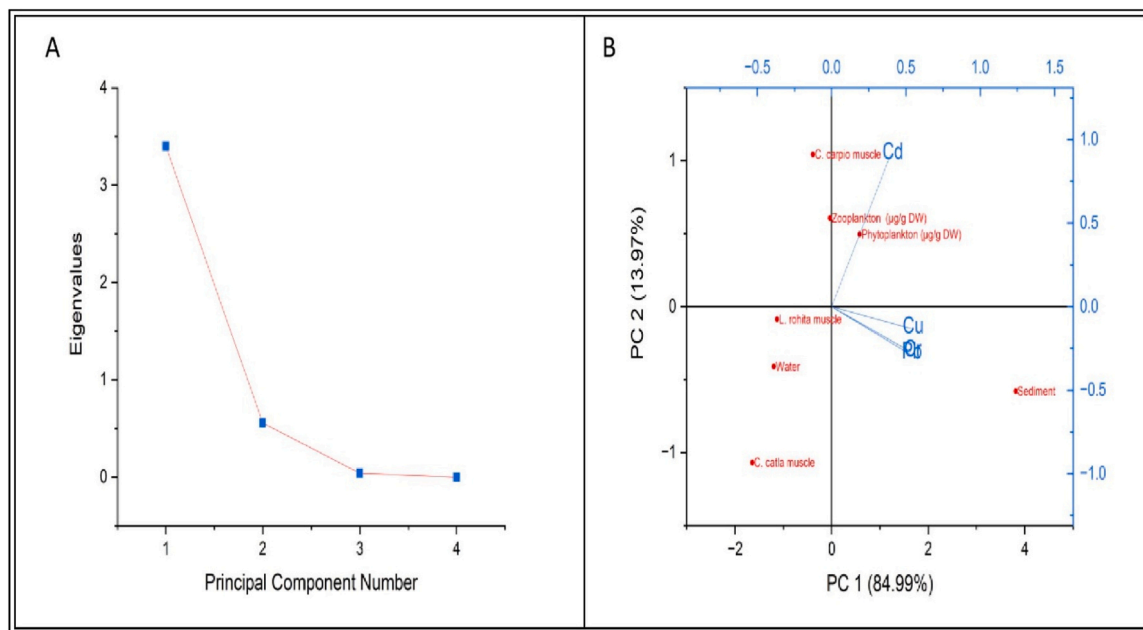 A
4
3
2
1
0
Eigenvalues
1 2 3 4
Principal Component Number
B
−0.5 0.0 0.5 1.0 1.5
1
0
−1
PC 2 (13.97%)
1.0
0.5
0.0
−0.5
−1.0
C. carpio muscle
Cd
Zooplankton (µg/g DW)
Phytoplankton (µg/g DW)
L. rohita muscle
Cu
Water
Sediment
C. catla muscle
−2 0 2 4
PC 1 (84.99%)